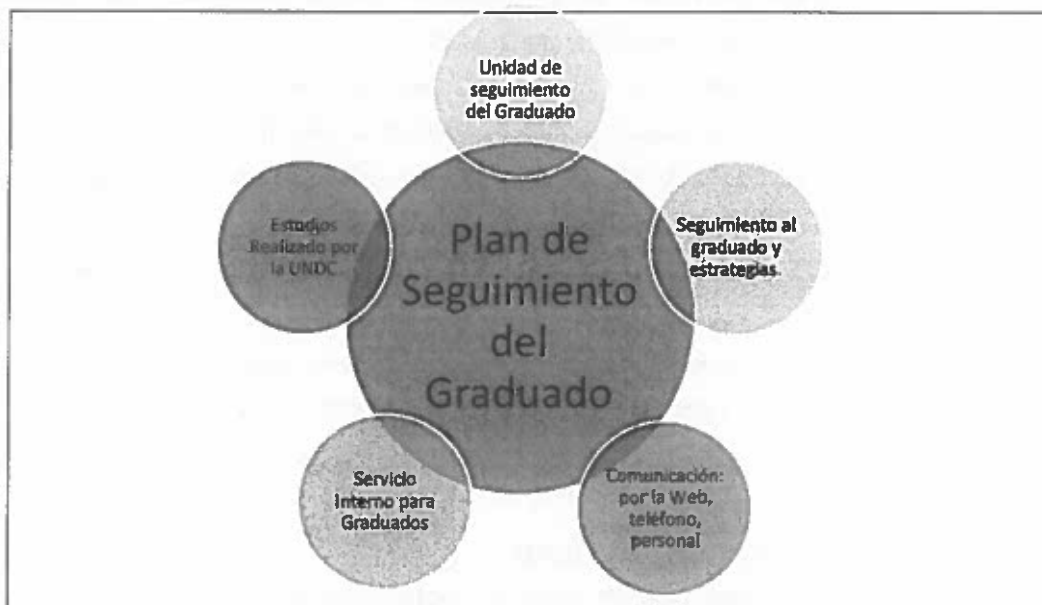 Unidad de
seguimiento
del Graduado
Seguimiento al
graduado y
estrategias.
Comunicación:
por la Web,
teléfono,
personal
Servicio
Interno para
Graduados
Estudios
Realizado por
la UNDC
Plan de
Seguimiento
del
Graduado